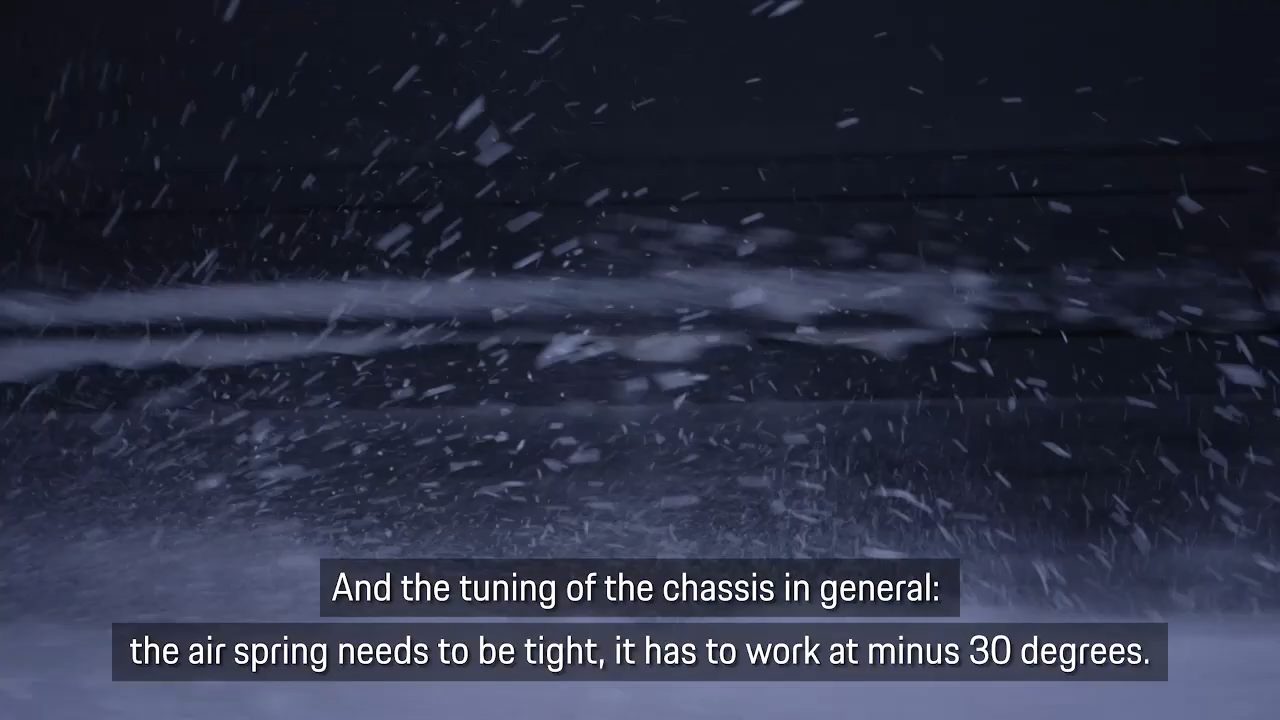 And the tuning of the chassis in general:
the air spring needs to be tight, it has to work at minus 30 degrees.